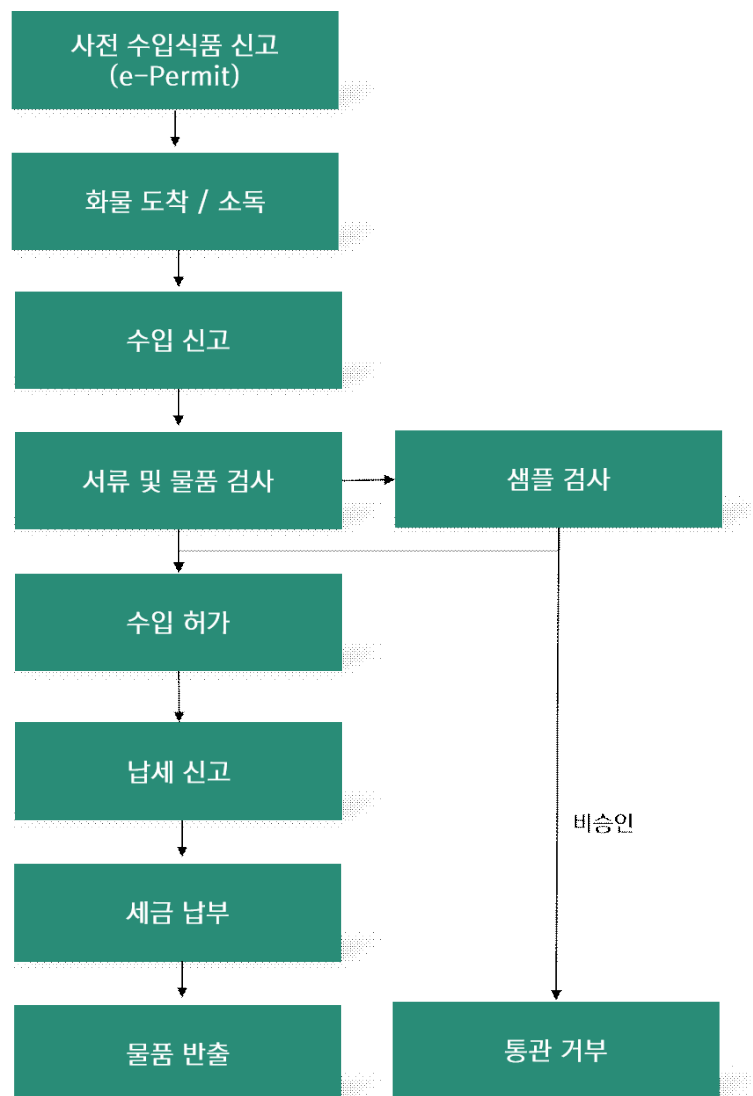 사전 수입식품 신고
(e-Permit)
화물 도착 / 소독
수입 신고
서류 및 물품 검사
샘플 검사
수입 허가
납세 신고
비승인
세금 납부
물품 반출
통관 거부